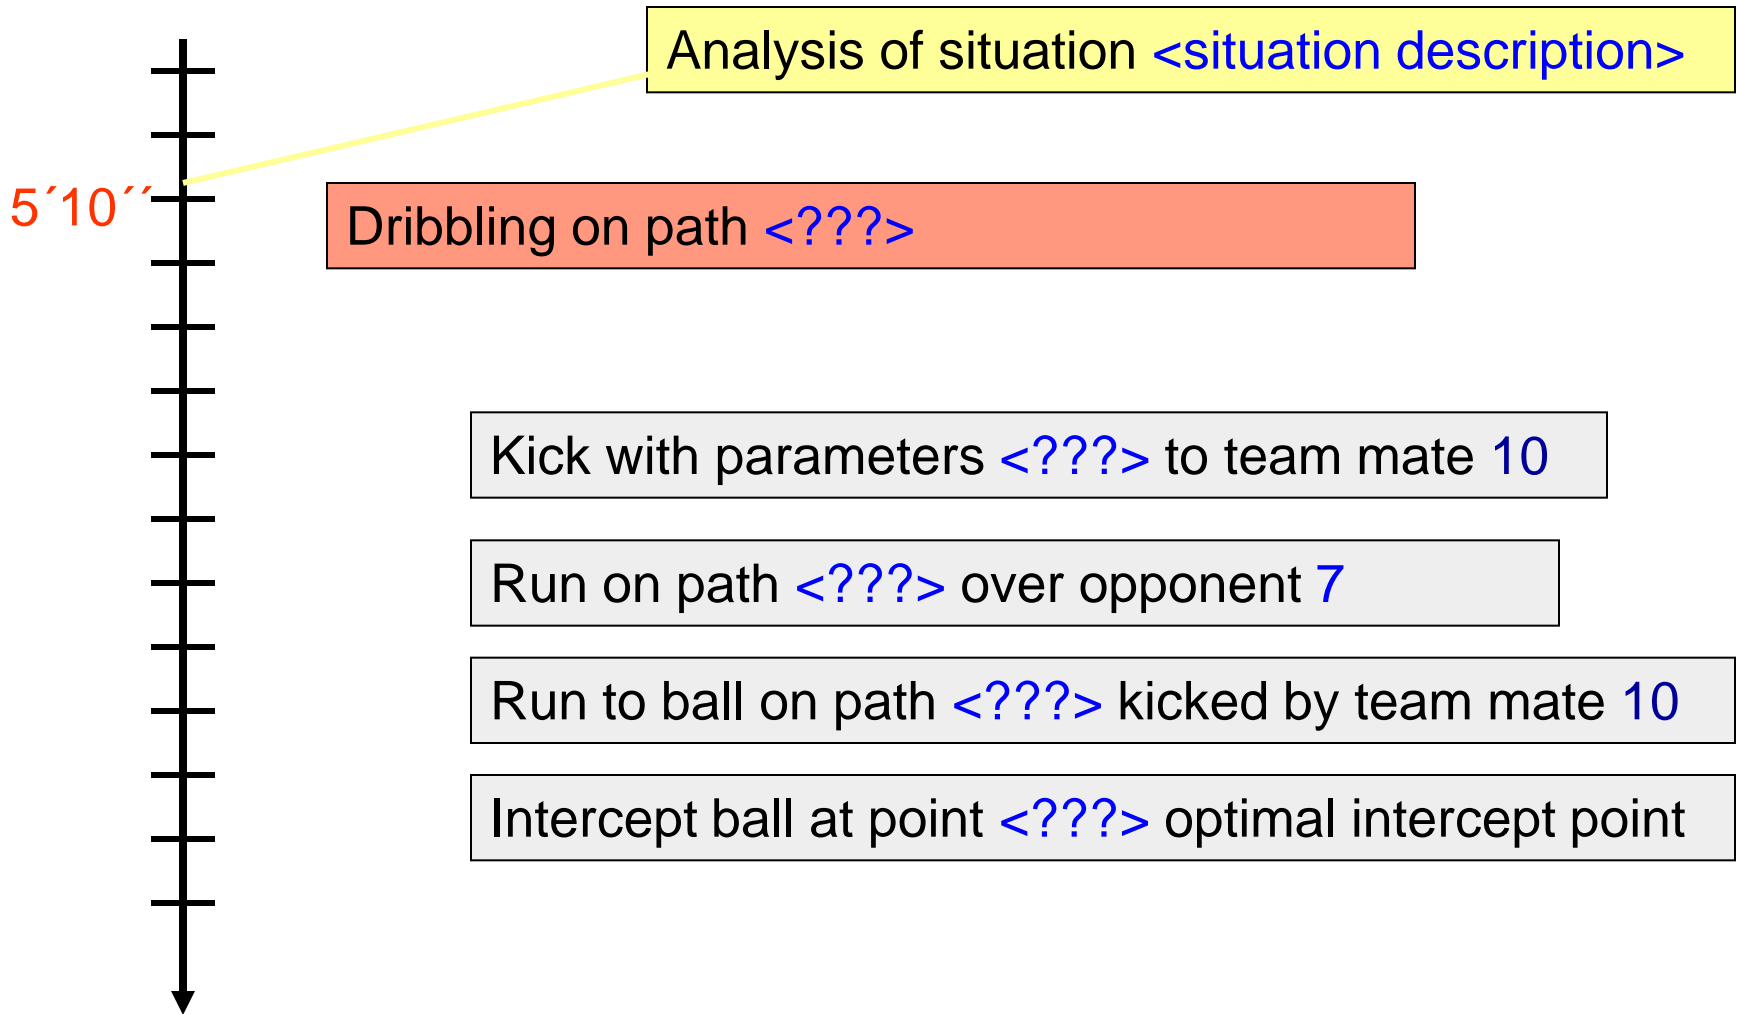 Analysis of situation <situation description>
5´10´´
Dribbling on path <???>
Kick with parameters <???> to team mate 10
Run on path <???> over opponent 7
Run to ball on path <???> kicked by team mate 10
Intercept ball at point <???> optimal intercept point